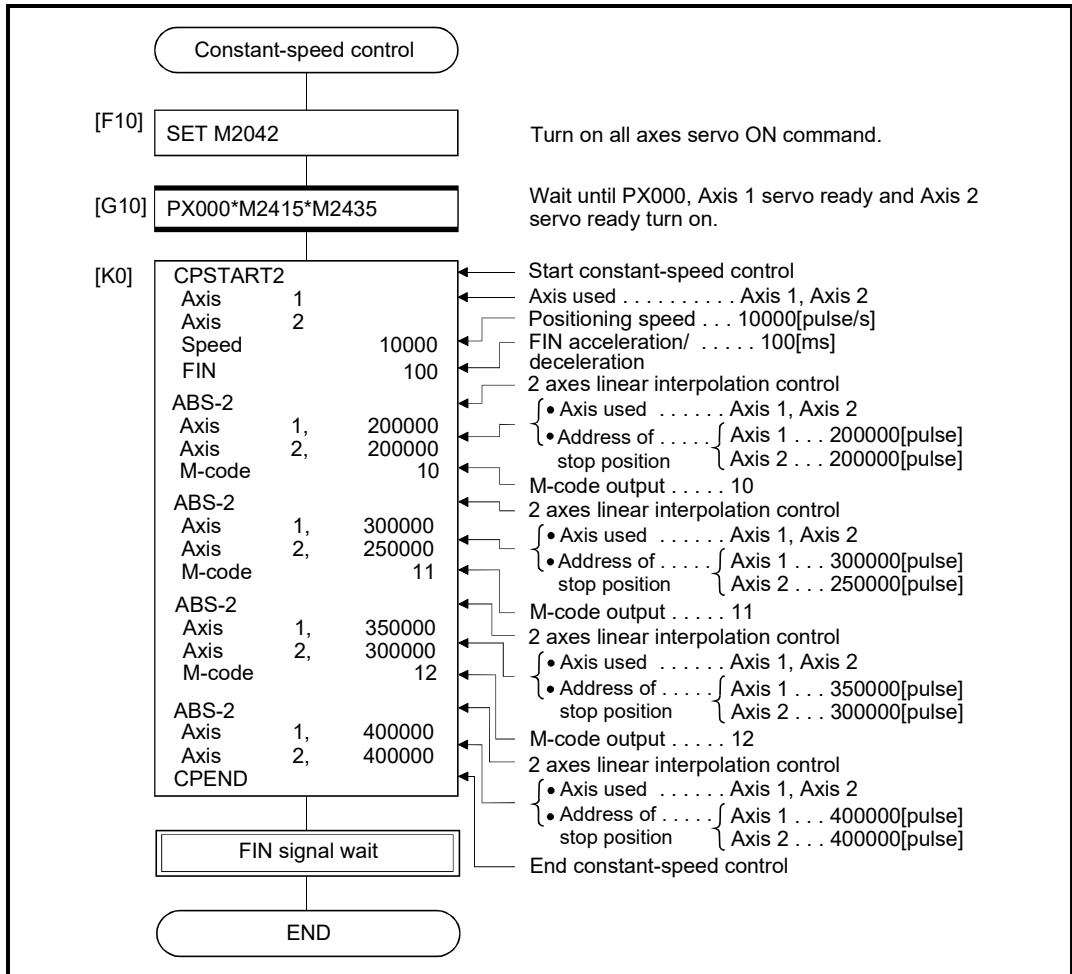 Constant-speed control
[F10]
SET M2042
Turn on all axes servo ON command.
[G10]
PX000*M2415*M2435
Wait until PX000, Axis 1 servo ready and Axis 2
servo ready turn on.
[K0]
CPSTART2
Axis 1
Axis 2
Speed 10000
FIN 100
ABS-2
Axis 1, 200000
Axis 2, 200000
M-code 10
ABS-2
Axis 1, 300000
Axis 2, 250000
M-code 11
ABS-2
Axis 1, 350000
Axis 2, 300000
M-code 12
ABS-2
Axis 1, 400000
Axis 2, 400000
CPEND
Start constant-speed control
Axis used . . . . . . . . . . Axis 1, Axis 2
Positioning speed . . . 10000[pulse/s]
FIN acceleration/ . . . . . 100[ms]
deceleration
2 axes linear interpolation control
• Axis used . . . . . . Axis 1, Axis 2
• Address of . . . . . Axis 1 . . . 200000[pulse]
stop position Axis 2 . . . 200000[pulse]
M-code output . . . . . 10
2 axes linear interpolation control
• Axis used . . . . . . Axis 1, Axis 2
• Address of . . . . . Axis 1 . . . 300000[pulse]
stop position Axis 2 . . . 250000[pulse]
M-code output . . . . . 11
2 axes linear interpolation control
• Axis used . . . . . . Axis 1, Axis 2
• Address of . . . . . Axis 1 . . . 350000[pulse]
stop position Axis 2 . . . 300000[pulse]
M-code output . . . . . 12
2 axes linear interpolation control
• Axis used . . . . . . Axis 1, Axis 2
• Address of . . . . . Axis 1 . . . 400000[pulse]
stop position Axis 2 . . . 400000[pulse]
End constant-speed control
FIN signal wait
END